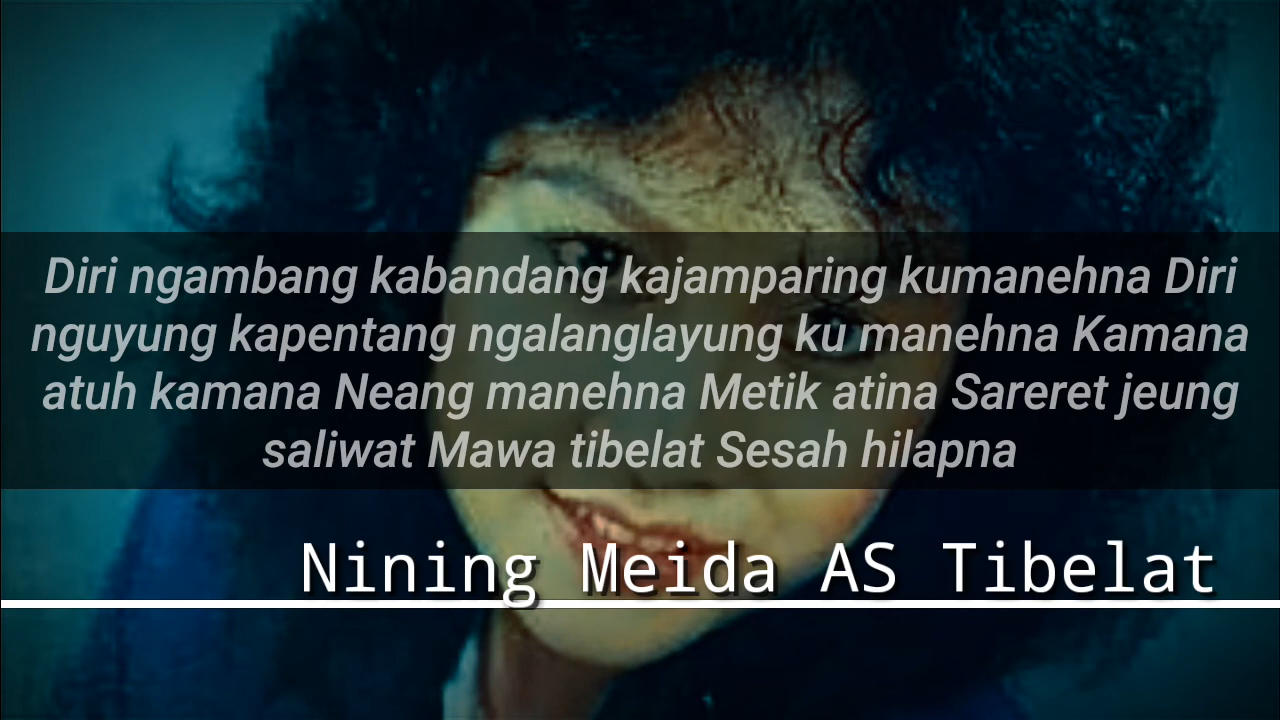 Diri ngambang kabandang kajamparing kumanehna Diri
nguyung kapentang ngalanglayung ku manehna Kamana
atuh kamana Neang manehna Metik atina Sareret jeung
saliwat Mawa tibelat Sesah hilapna
Nining Meida AS Tibelat